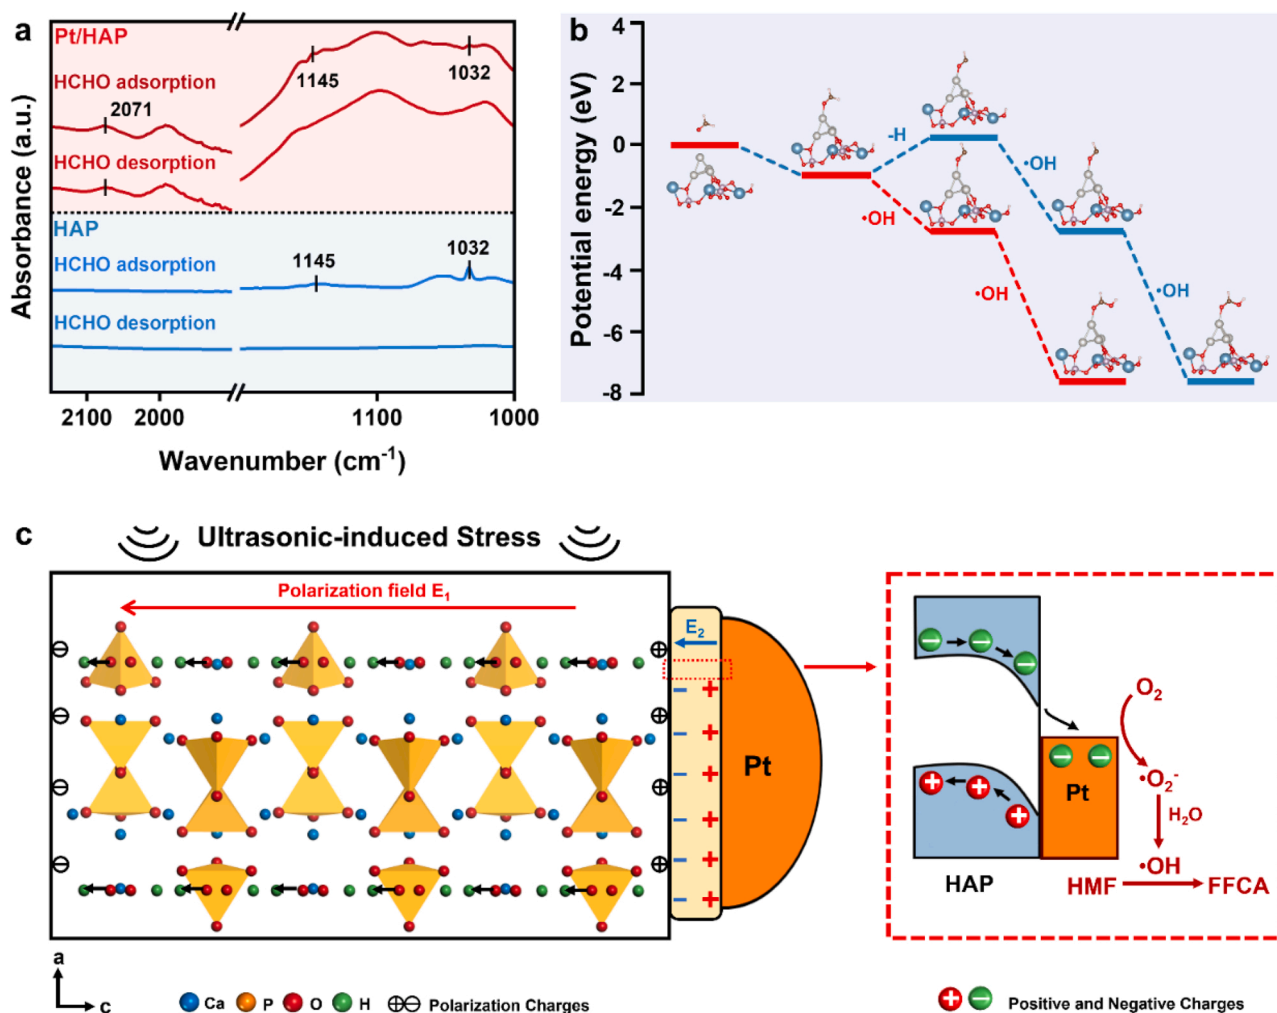 a
Pt/HAP
HCHO adsorption
2071
1145
1032
HCHO desorption
HAP
HCHO adsorption
1145
1032
HCHO desorption
Absorbance (a.u.)
2100 2000 1100 1000
Wavenumber (cm⁻¹)
b
Potential energy (eV)
4
2
0
-2
-4
-6
-8
-H
·OH
·OH
·OH
·OH
c
Ultrasonic-induced Stress
Polarization field E₁
E₂
Pt
a
c
Ca P O H Polarization Charges
HAP
Pt
O₂
·O₂⁻
H₂O
·OH
HMF FFCA
Positive and Negative Charges